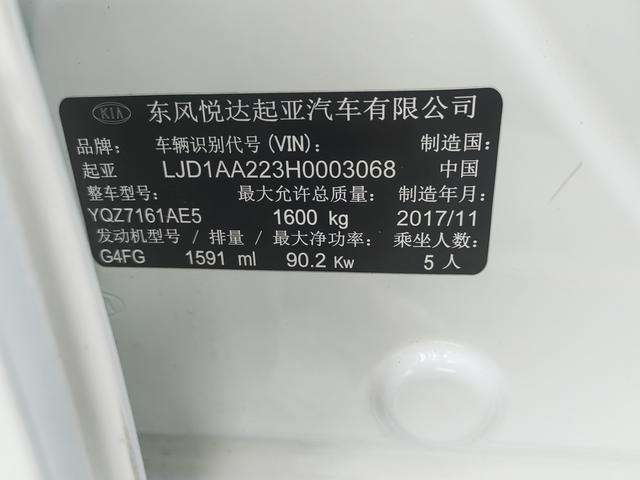 KIA 东风悦达起亚汽车有限公司
品牌: 车辆识别代号 (VIN): 制造国:
起亚 LJD1AA223H0003068 中国
整车型号: 最大允许总质量: 制造年月:
YQZ7161AE5 1600 kg 2017/11
发动机型号 / 排量 / 最大净功率: 乘坐人数:
G4FG 1591 ml 90.2 Kw 5 人